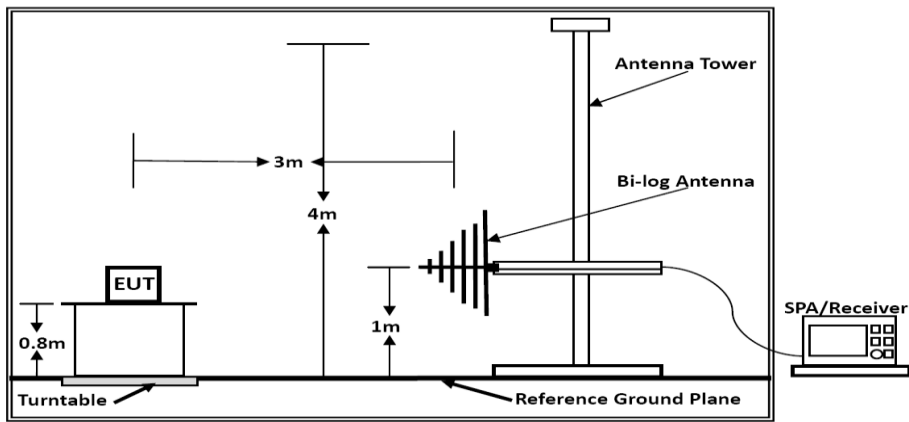 Antenna Tower
3m
Bi-log Antenna
4m
EUT
SPA/Receiver
1m
0.8m
Turntable
Reference Ground Plane